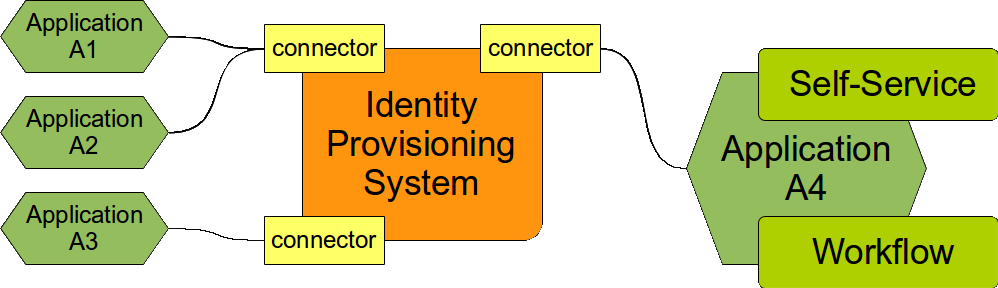 Application
A1
connector
connector
Self-Service
Application
A2
Identity
Provisioning
System
Application
A4
Application
A3
connector
Workflow